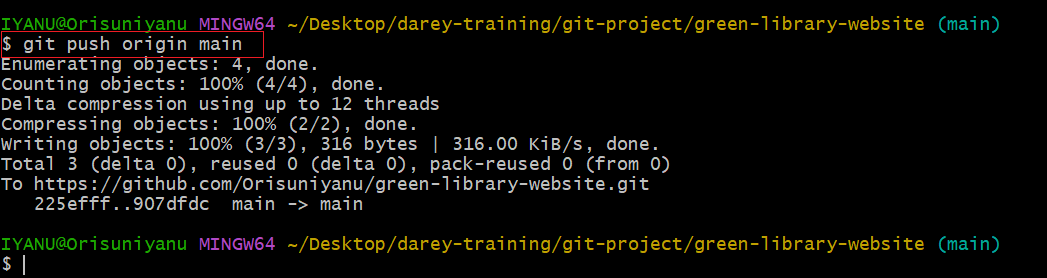 IYANU@Orisuniyanu MINGW64 ~/Desktop/darey-training/git-project/green-library-website (main)
$ git push origin main
Enumerating objects: 4, done.
Counting objects: 100% (4/4), done.
Delta compression using up to 12 threads
Compressing objects: 100% (2/2), done.
Writing objects: 100% (3/3), 316 bytes | 316.00 KiB/s, done.
Total 3 (delta 0), reused 0 (delta 0), pack-reused 0 (from 0)
To https://github.com/Orisuniyanu/green-library-website.git
   225efff..907dfdc  main -> main
IYANU@Orisuniyanu MINGW64 ~/Desktop/darey-training/git-project/green-library-website (main)
$